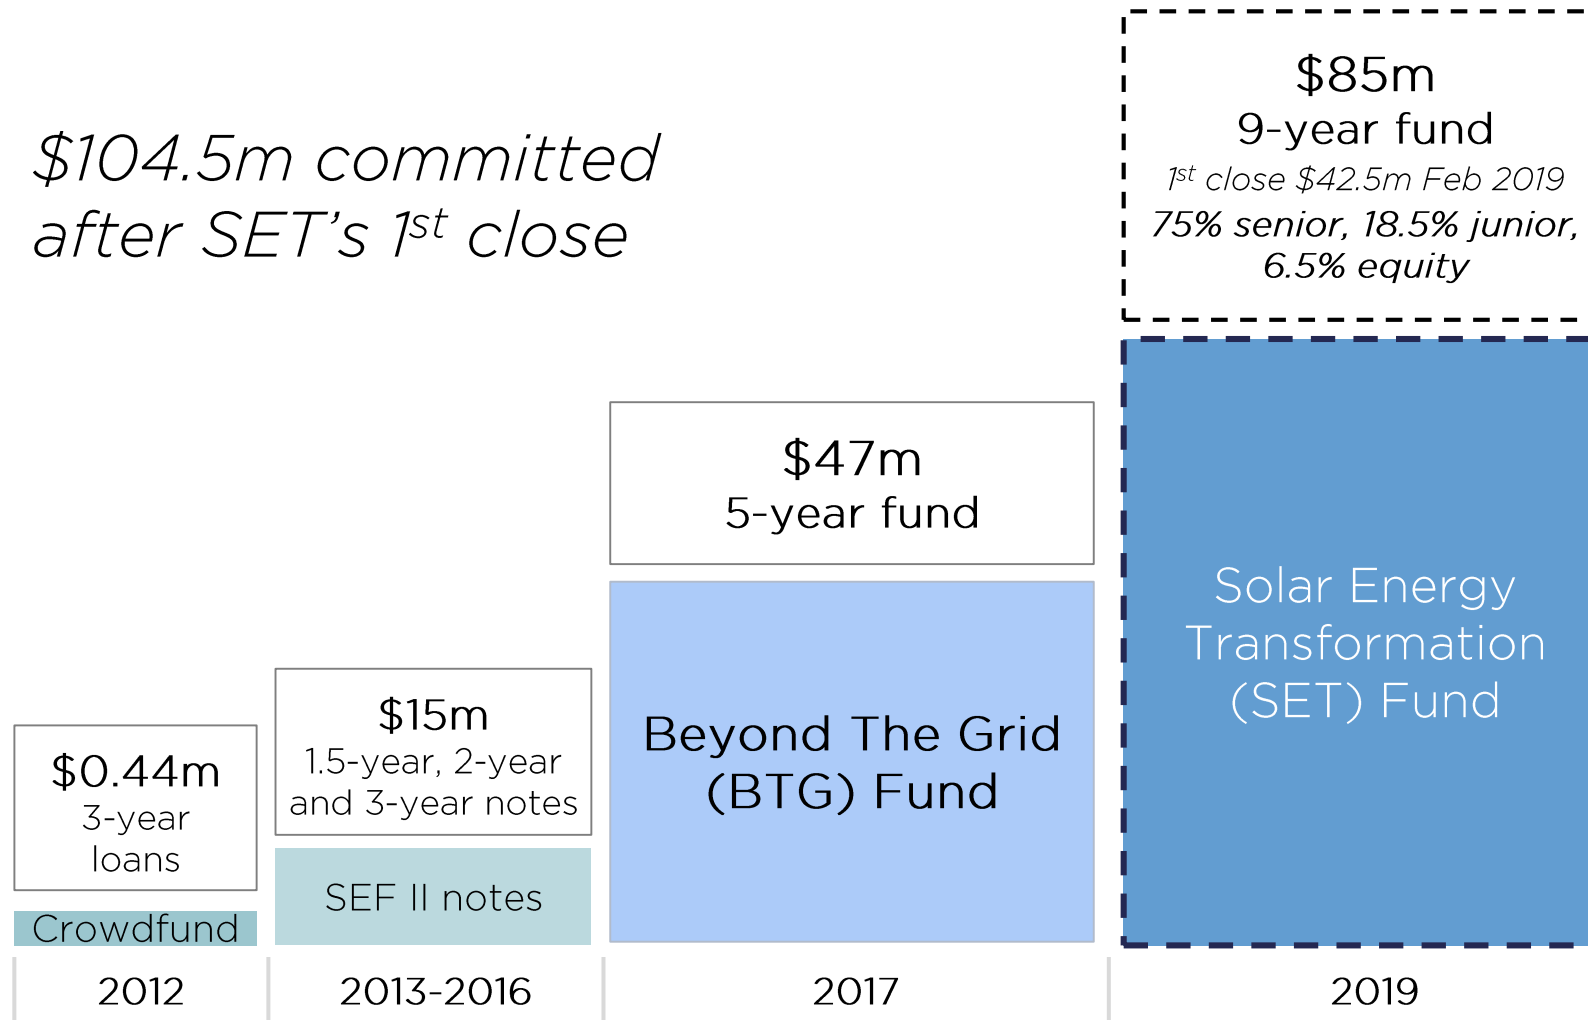 $104.5m committed
after SET’s 1st close
$0.44m
3-year
loans
Crowdfund
2012
$15m
1.5-year, 2-year
and 3-year notes
SEF II notes
2013-2016
$47m
5-year fund
Beyond The Grid
(BTG) Fund
2017
$85m
9-year fund
1st close $42.5m Feb 2019
75% senior, 18.5% junior,
6.5% equity
Solar Energy
Transformation
(SET) Fund
2019